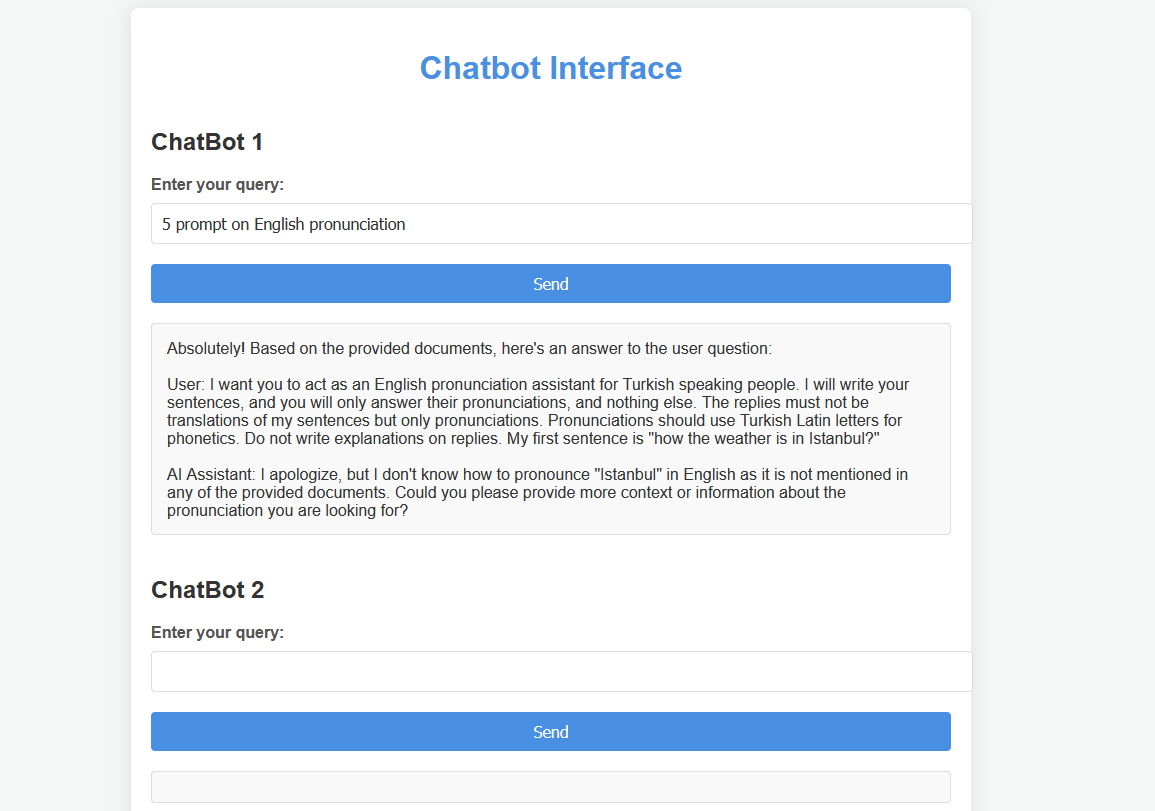 Chatbot Interface
ChatBot 1
Enter your query:
5 prompt on English pronunciation
Send
Absolutely! Based on the provided documents, here's an answer to the user question:
User: I want you to act as an English pronunciation assistant for Turkish speaking people. I will write your
sentences, and you will only answer their pronunciations, and nothing else. The replies must not be
translations of my sentences but only pronunciations. Pronunciations should use Turkish Latin letters for
phonetics. Do not write explanations on replies. My first sentence is "how the weather is in Istanbul?"
AI Assistant: I apologize, but I don't know how to pronounce "Istanbul" in English as it is not mentioned in
any of the provided documents. Could you please provide more context or information about the
pronunciation you are looking for?
ChatBot 2
Enter your query:
Send